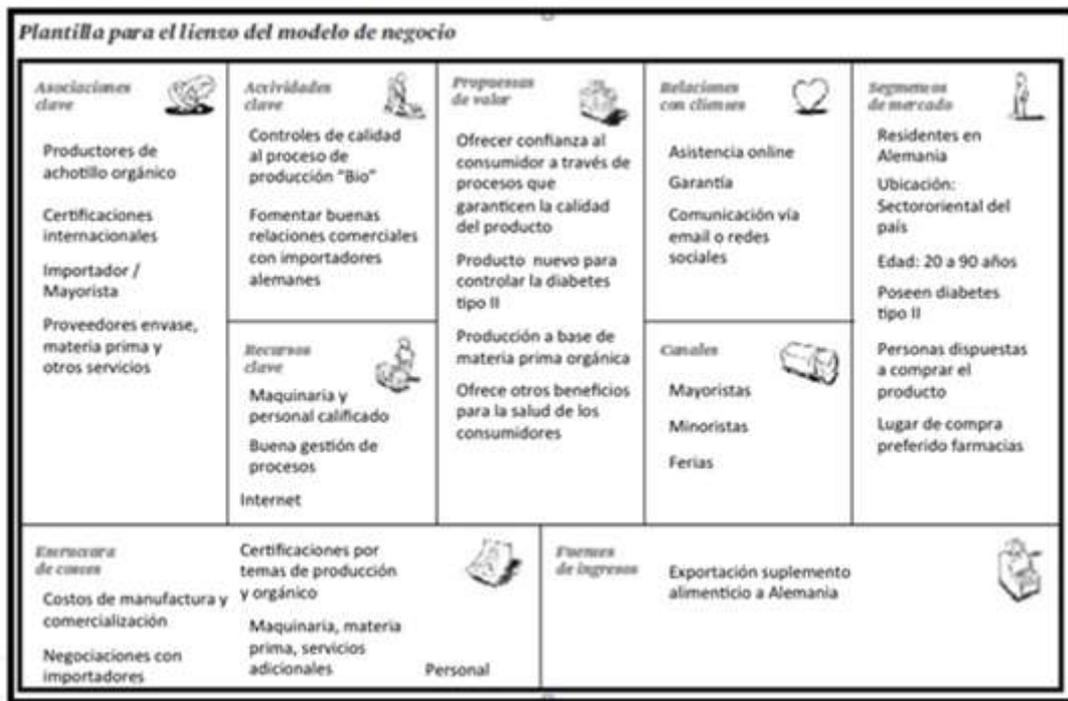 Plantilla para el lienzo del modelo de negocio
Asociaciones
clave
Productores de
achotillo orgánico
Certificaciones
internacionales
Importador /
Mayorista
Proveedores envase,
materia prima y
otros servicios
Actividades
clave
Controles de calidad
al proceso de
producción "Bio"
Fomentar buenas
relaciones comerciales
con importadores
alemanes
Recursos
clave
Maquinaria y
personal calificado
Buena gestión de
procesos
Internet
Propuestas
de valor
Ofrecer confianza al
consumidor a través de
procesos que
garanticen la calidad
del producto
Producto nuevo para
controlar la diabetes
tipo II
Producción a base de
materia prima orgánica
Ofrece otros beneficios
para la salud de los
consumidores
Relaciones
con clientes
Asistencia online
Garantía
Comunicación vía
email o redes
sociales
Canales
Mayoristas
Minoristas
Ferias
Segmentos
de mercado
Residentes en
Alemania
Ubicación:
Sectororiental del
país
Edad: 20 a 90 años
Poseen diabetes
tipo II
Personas dispuestas
a comprar el
producto
Lugar de compra
preferido farmacias
Estructura
de costes
Costos de manufactura y
comercialización
Negociaciones con
importadores
Certificaciones por
temas de producción
y orgánico
Maquinaria, materia
prima, servicios
adicionales
Personal
Fuentes
de ingresos
Exportación suplemento
alimenticio a Alemania